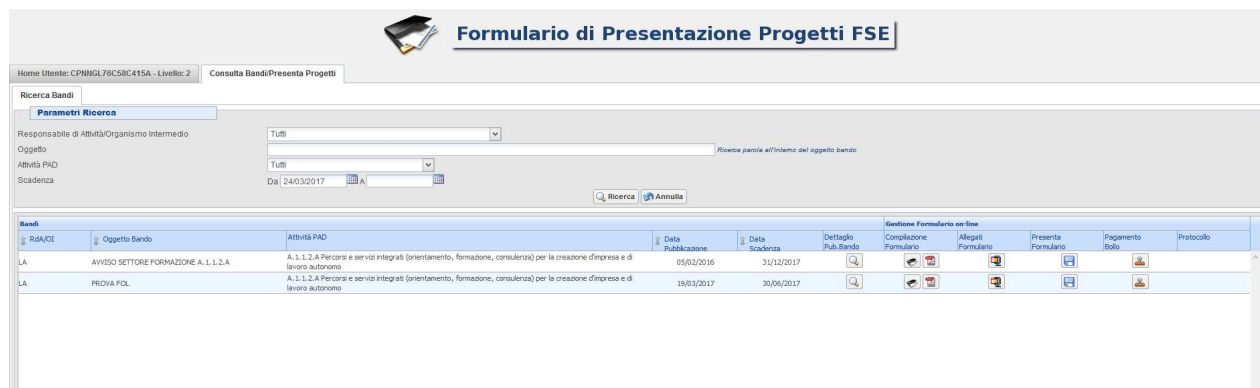 Formulario di Presentazione Progetti FSE
Home Utente: CPNNGL76C58C415A - Livello: 2 Consulta Bandi/Presenta Progetti
Ricerca Bandi
Parametri Ricerca
Responsabile di Attività/Organismo Intermedio Tutti
Oggetto Ricerca parola all'interno del oggetto bando
Attività PAD Tutti
Scadenza Da 24/03/2017 A
Ricerca Annulla
Bandi Gestione Formulario on-line
RdA/OI Oggetto Bando Attività PAD Data Pubblicazione Data Scadenza Dettaglio Pub.Bando Compilazione Formulario Allegati Formulario Presenta Formulario Pagamento Bollo Protocollo
LA AVVISO SETTORE FORMAZIONE A.1.1.2.A A.1.1.2.A Percorsi e servizi integrati (orientamento, formazione, consulenza) per la creazione d'impresa e di lavoro autonomo 05/02/2016 31/12/2017
LA PROVA FOL A.1.1.2.A Percorsi e servizi integrati (orientamento, formazione, consulenza) per la creazione d'impresa e di lavoro autonomo 19/03/2017 30/06/2017